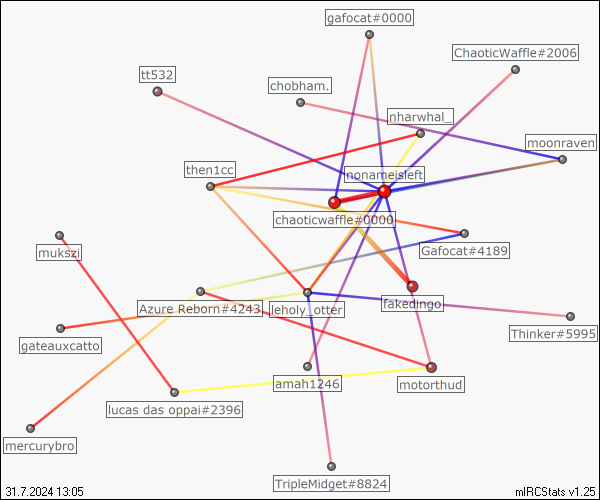 gafocat#0000
ChaoticWaffle#2006
tt532
chobham.
nharwhal_
moonraven
then1cc
nonameisleft
chaoticwaffle#0000
mukszi
Gafocat#4189
Azure Reborn#4243
leholy_otter
fakedingo
gateauxcatto
Thinker#5995
amah1246
motorthud
lucas das oppai#2396
mercurybro
TripleMidget#8824
31.7.2024 13:05
mIRCStats v1.25